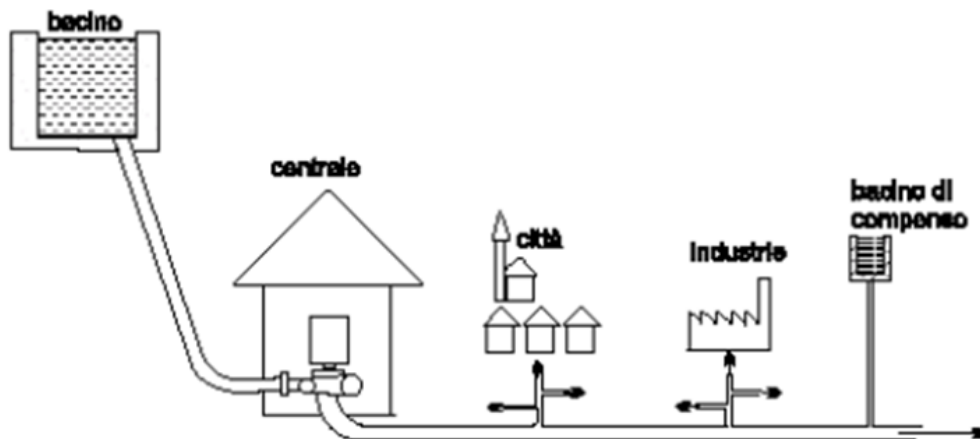 bacino
centrale
città
industrie
bacino di
compenso